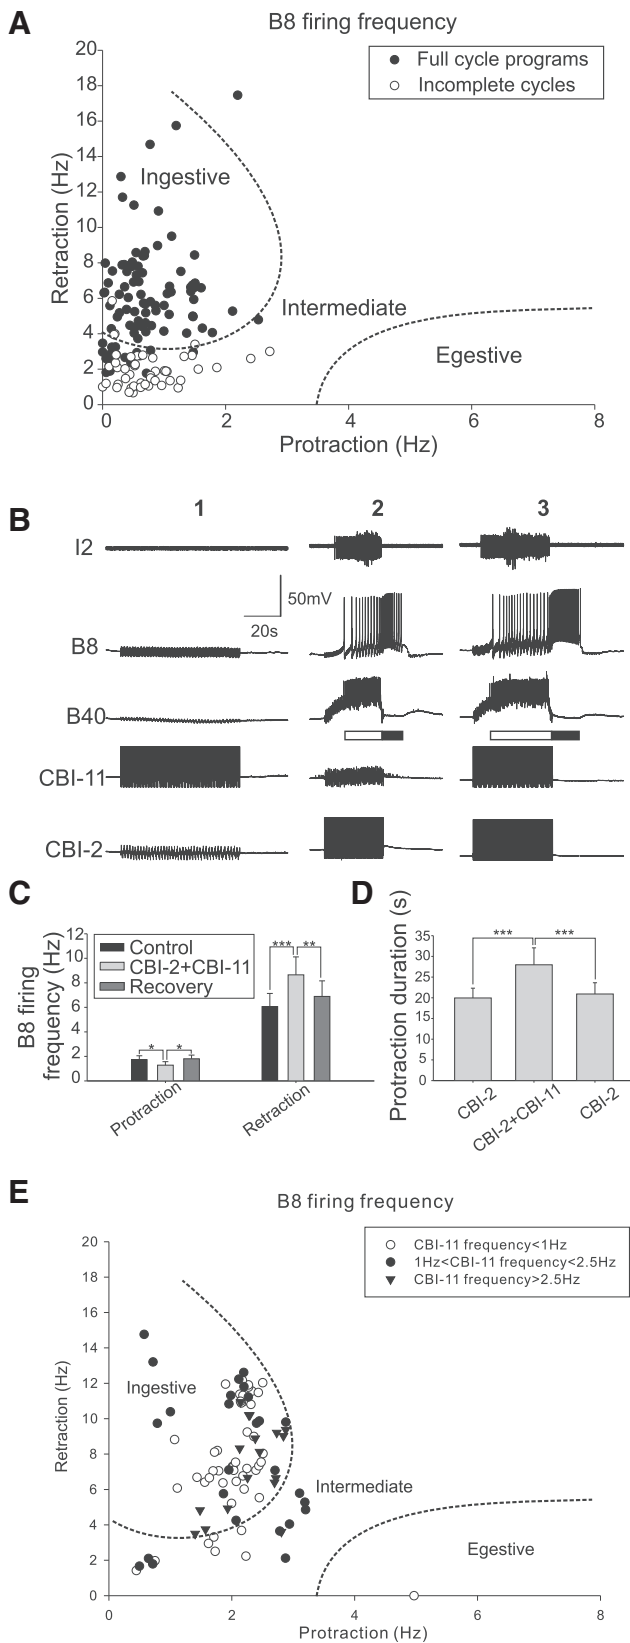 A
B8 firing frequency
Full cycle programs
Incomplete cycles
20
18
16
14
12
10
8
6
4
2
0
Retraction (Hz)
Ingestive
Intermediate
Egestive
0 2 4 6 8
Protraction (Hz)
B
1 2 3
I2
50mV
20s
B8
B40
CBI-11
CBI-2
C
B8 firing
frequency (Hz)
12
10
8
6
4
2
0
Control
CBI-2+CBI-11
Recovery
*** **
* *
Protraction
Retraction
D
Protraction duration (s)
35
30
25
20
15
10
5
0
*** ***
CBI-2
CBI-2+CBI-11
CBI-2
E
B8 firing frequency
CBI-11 frequency<1Hz
1Hz<CBI-11 frequency<2.5Hz
CBI-11 frequency>2.5Hz
20
18
16
14
12
10
8
6
4
2
0
Retraction (Hz)
Ingestive
Intermediate
Egestive
0 2 4 6 8
Protraction (Hz)